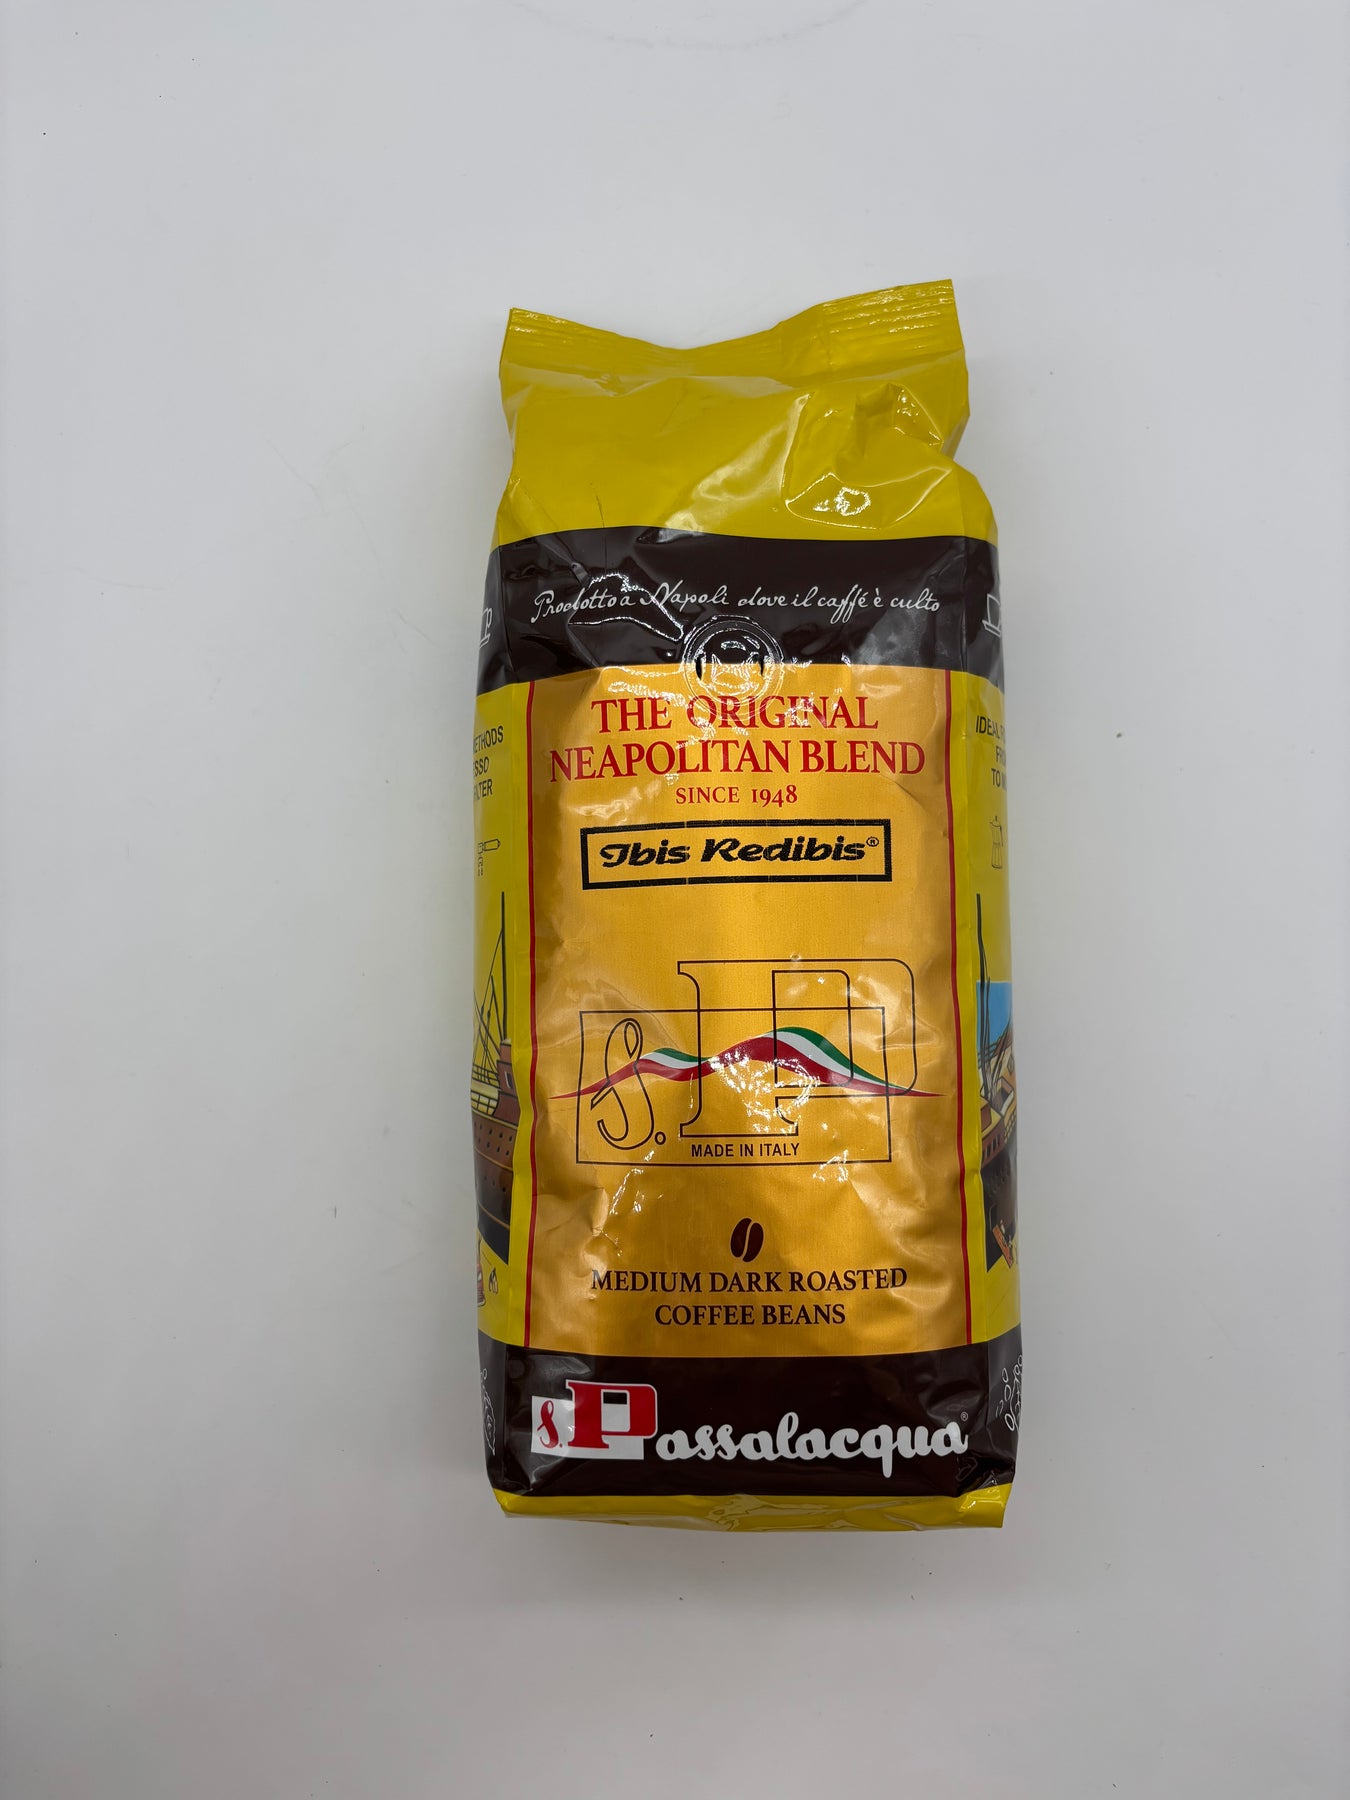 Prodotto a Napoli dove il caffé è culto
THE ORIGINAL
NEAPOLITAN BLEND
SINCE 1948
Ibis Redibis®
S. P
MADE IN ITALY
MEDIUM DARK ROASTED
COFFEE BEANS
S. Passalacqua®